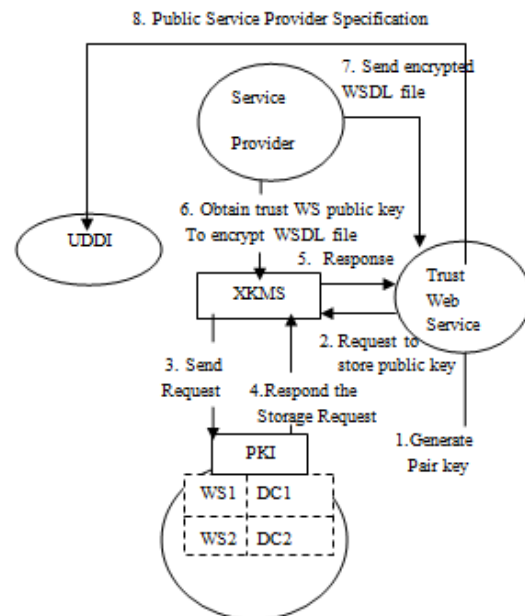 8. Public Service Provider Specification
7. Send encrypted
WSDL file
Service
Provider
6. Obtain trust WS public key
To encrypt WSDL file
UDDI
5. Response
Trust
Web
Service
XKMS
2. Request to
store public key
3. Send
Request
4.Respond the
Storage Request
1.Generate
Pair key
PKI
WS1 DC1
WS2 DC2